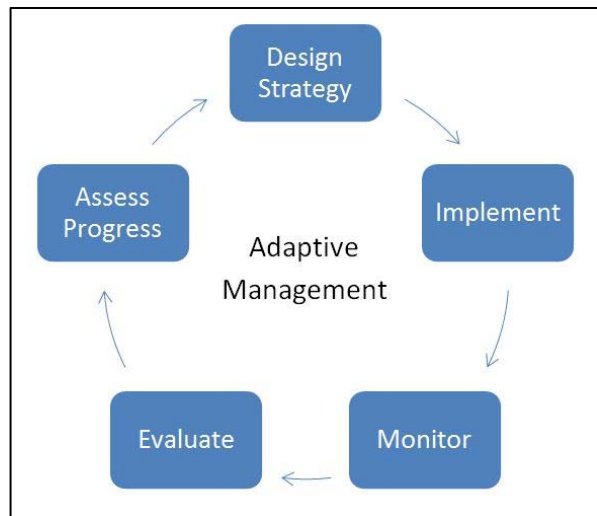 Design
Strategy
Implement
Monitor
Evaluate
Assess
Progress
Adaptive
Management